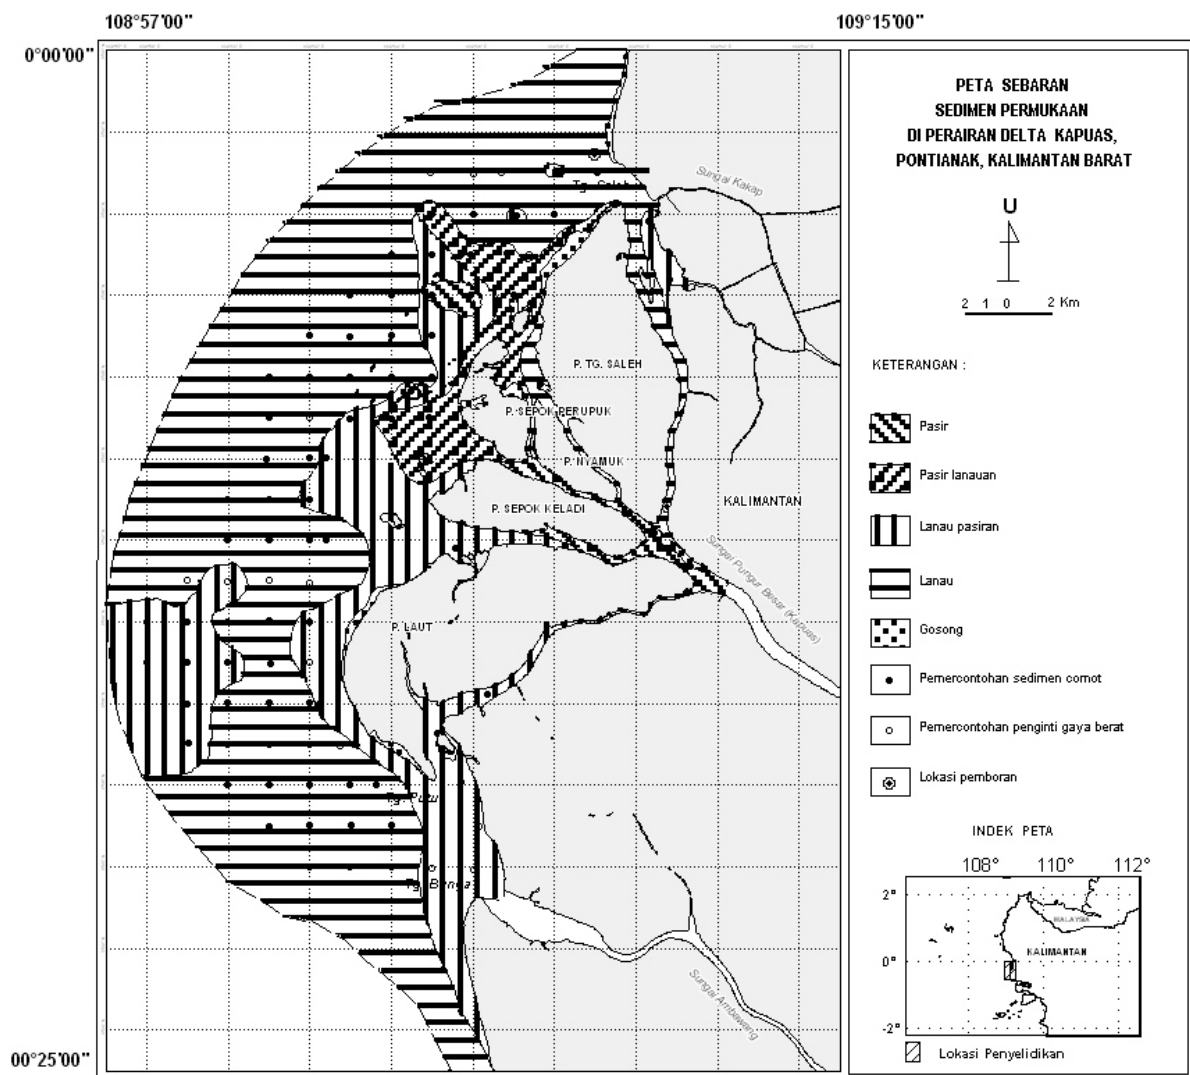 108°57'00"
109°15'00"
0°00'00"
00°25'00"
Sungai Kakap
P. TG. SALEH
P. SEPOK PERUPUK
P. NYAMUK
KALIMANTAN
P. SEPOK KELADI
Sungai Pungur Besar (Kapuas)
P. LAUT
Sungai Ambawang
PETA SEBARAN
SEDIMEN PERMUKAAN
DI PERAIRAN DELTA KAPUAS,
PONTIANAK, KALIMANTAN BARAT
U
2 1 0 2 Km
KETERANGAN :
Pasir
Pasir lanauan
Lanau pasiran
Lanau
Gosong
Pemercontohan sedimen comot
Pemercontohan penginti gaya berat
Lokasi pemboran
INDEK PETA
108° 110° 112°
2°
MALAYSIA
KALIMANTAN
0°
-2°
Lokasi Penyelidikan